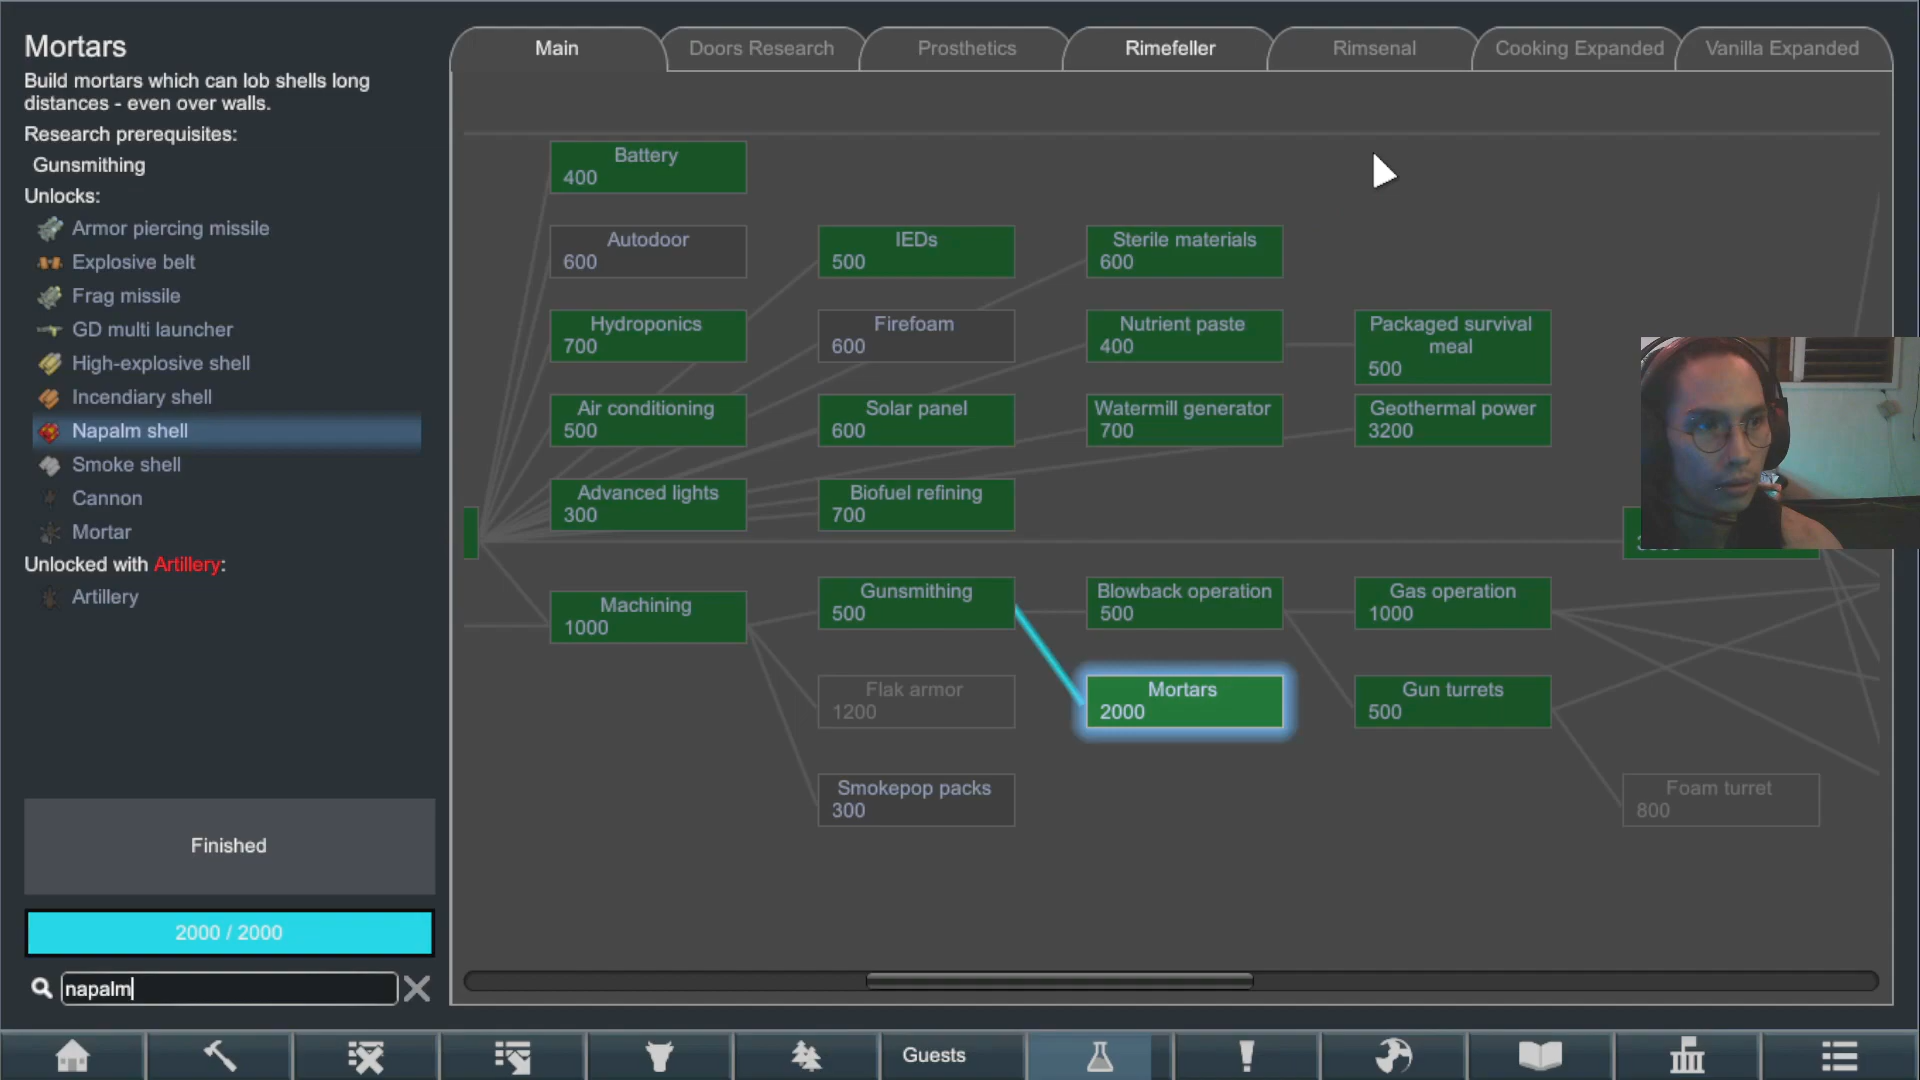 Mortars
Build mortars which can lob shells long
distances - even over walls.
Research prerequisites:
Gunsmithing
Unlocks:
Armor piercing missile
Explosive belt
Frag missile
GD multi launcher
High-explosive shell
Incendiary shell
Napalm shell
Smoke shell
Cannon
Mortar
Unlocked with Artillery:
Artillery
Finished
2000 / 2000
napalm
Main
Doors Research
Prosthetics
Rimefeller
Rimsenal
Cooking Expanded
Vanilla Expanded
Battery
400
Autodoor
600
IEDs
500
Sterile materials
600
Hydroponics
700
Firefoam
600
Nutrient paste
400
Packaged survival
meal
500
Air conditioning
500
Solar panel
600
Watermill generator
700
Geothermal power
3200
Advanced lights
300
Biofuel refining
700
Machining
1000
Gunsmithing
500
Blowback operation
500
Gas operation
1000
Flak armor
1200
Mortars
2000
Gun turrets
500
Smokepop packs
300
Foam turret
800
Guests